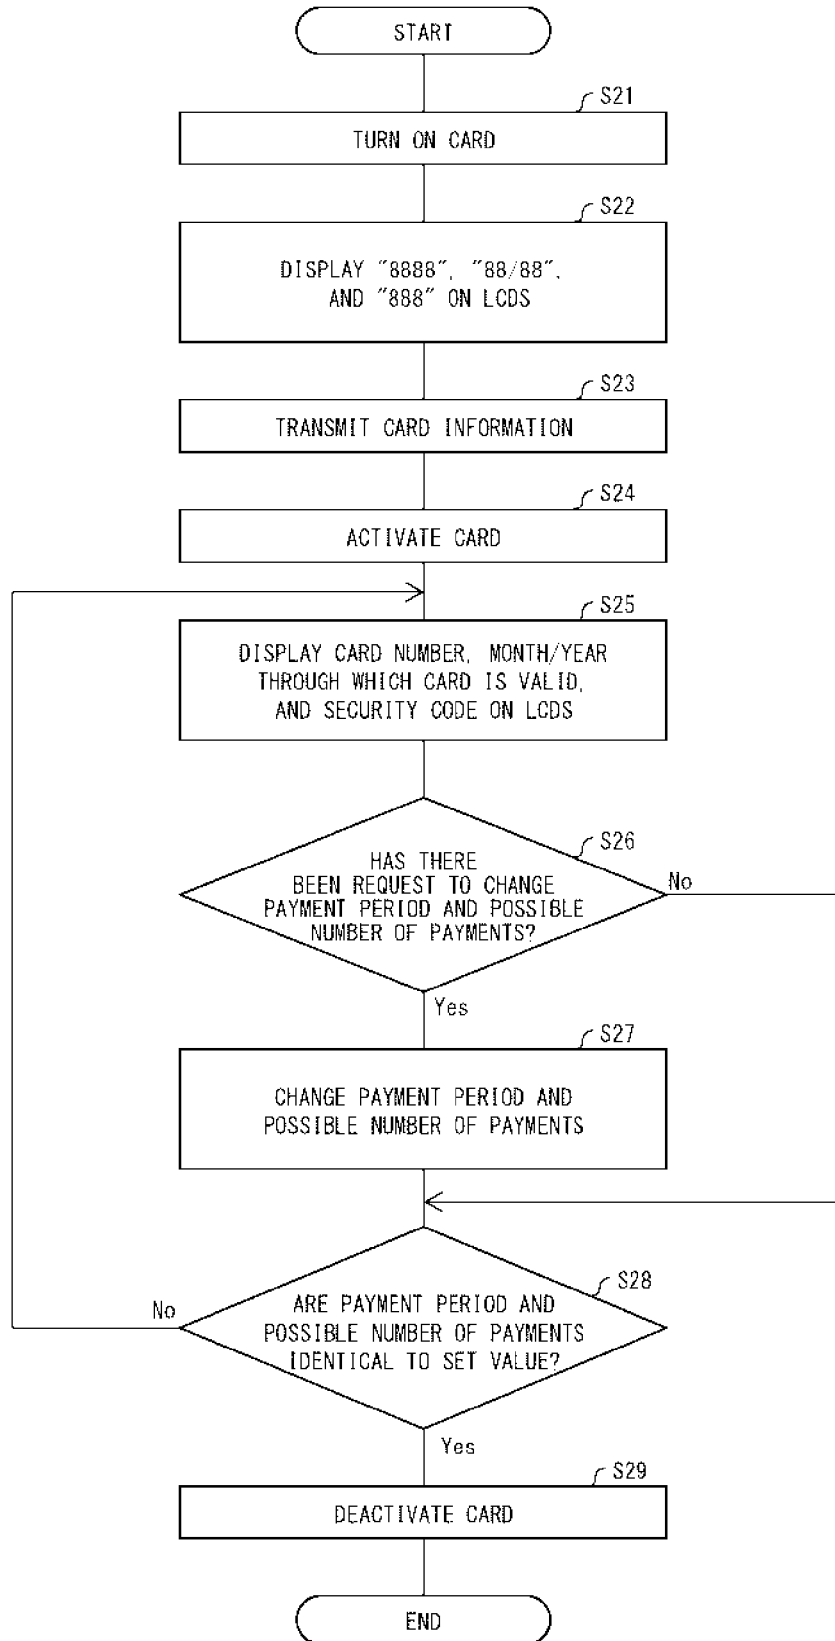 START
S21
TURN ON CARD
S22
DISPLAY "8888", "88/88",
AND "888" ON LCDS
S23
TRANSMIT CARD INFORMATION
S24
ACTIVATE CARD
S25
DISPLAY CARD NUMBER, MONTH/YEAR
THROUGH WHICH CARD IS VALID,
AND SECURITY CODE ON LCDS
S26
HAS THERE
BEEN REQUEST TO CHANGE
PAYMENT PERIOD AND POSSIBLE
NUMBER OF PAYMENTS?
No
Yes
S27
CHANGE PAYMENT PERIOD AND
POSSIBLE NUMBER OF PAYMENTS
S28
ARE PAYMENT PERIOD AND
POSSIBLE NUMBER OF PAYMENTS
IDENTICAL TO SET VALUE?
No
Yes
S29
DEACTIVATE CARD
END